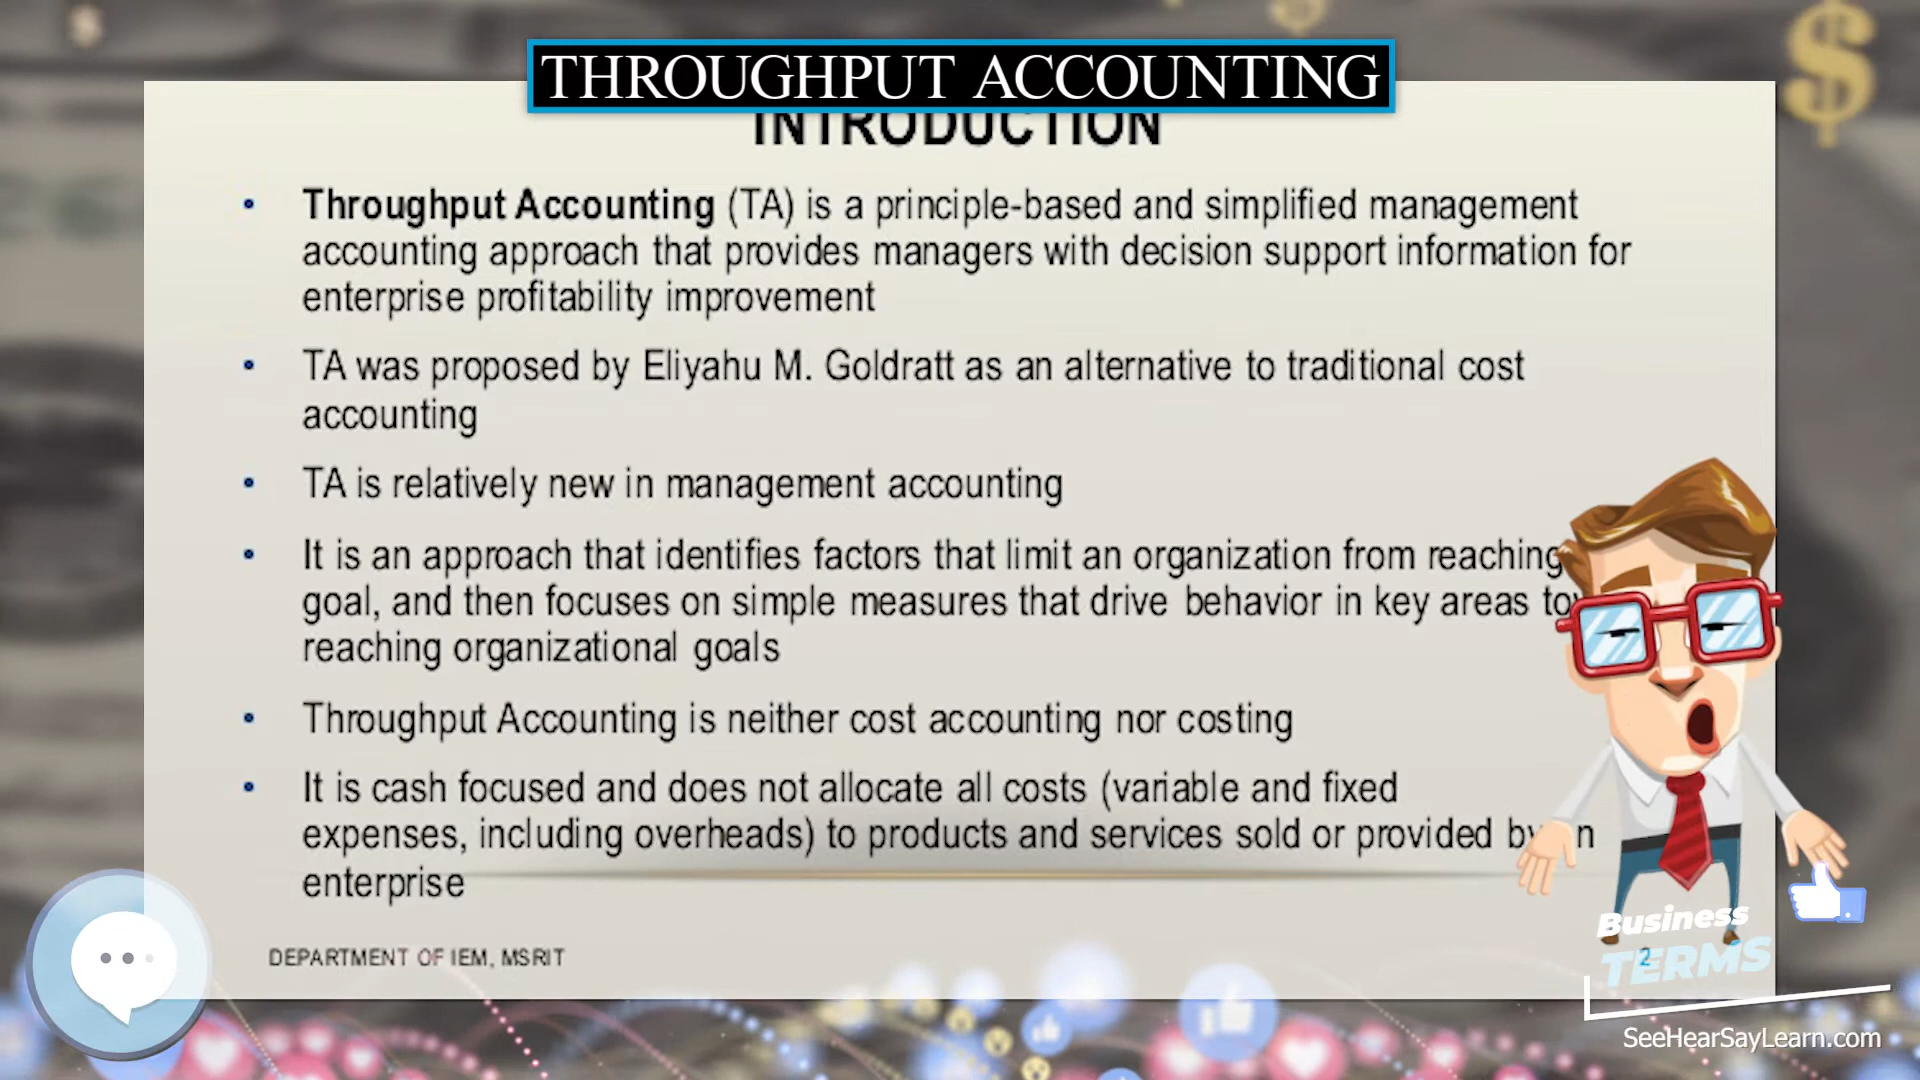 THROUGHPUT ACCOUNTING
INTRODUCTION
• Throughput Accounting (TA) is a principle-based and simplified management
accounting approach that provides managers with decision support information for
enterprise profitability improvement
• TA was proposed by Eliyahu M. Goldratt as an alternative to traditional cost
accounting
• TA is relatively new in management accounting
• It is an approach that identifies factors that limit an organization from reaching
goal, and then focuses on simple measures that drive behavior in key areas
reaching organizational goals
• Throughput Accounting is neither cost accounting nor costing
• It is cash focused and does not allocate all costs (variable and fixed
expenses, including overheads) to products and services sold or provided
enterprise
DEPARTMENT OF IEM, MSRIT
2
Business
TERMS
SeeHearSayLearn.com